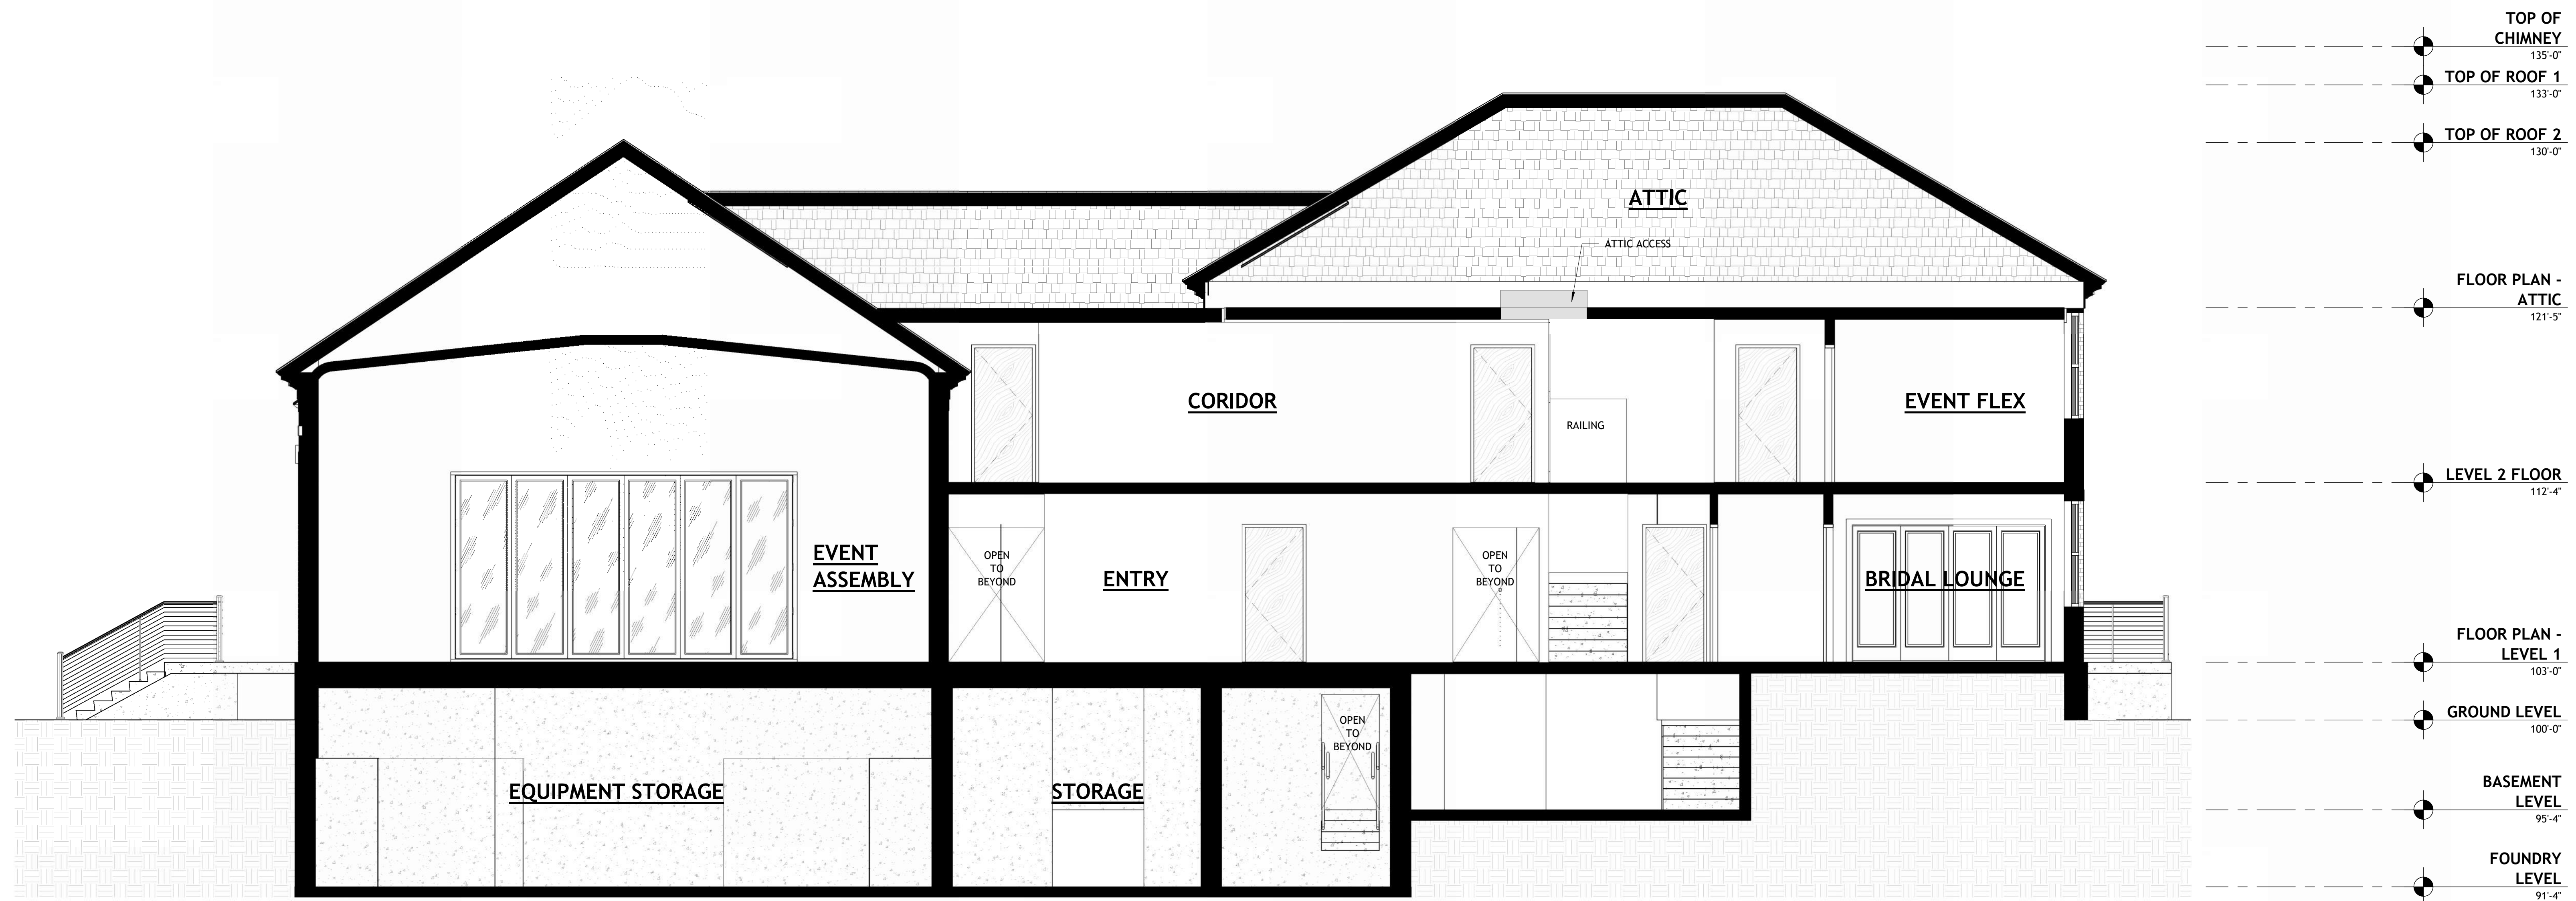 TOP OF
CHIMNEY
135'-0"
TOP OF ROOF 1
133'-0"
TOP OF ROOF 2
130'-0"
ATTIC
ATTIC ACCESS
FLOOR PLAN -
ATTIC
121'-5"
CORIDOR
RAILING
EVENT FLEX
LEVEL 2 FLOOR
112'-4"
EVENT
ASSEMBLY
OPEN
TO
BEYOND
ENTRY
OPEN
TO
BEYOND
BRIDAL LOUNGE
FLOOR PLAN -
LEVEL 1
103'-0"
GROUND LEVEL
100'-0"
OPEN
TO
BEYOND
EQUIPMENT STORAGE
STORAGE
BASEMENT
LEVEL
95'-4"
FOUNDRY
LEVEL
91'-4"